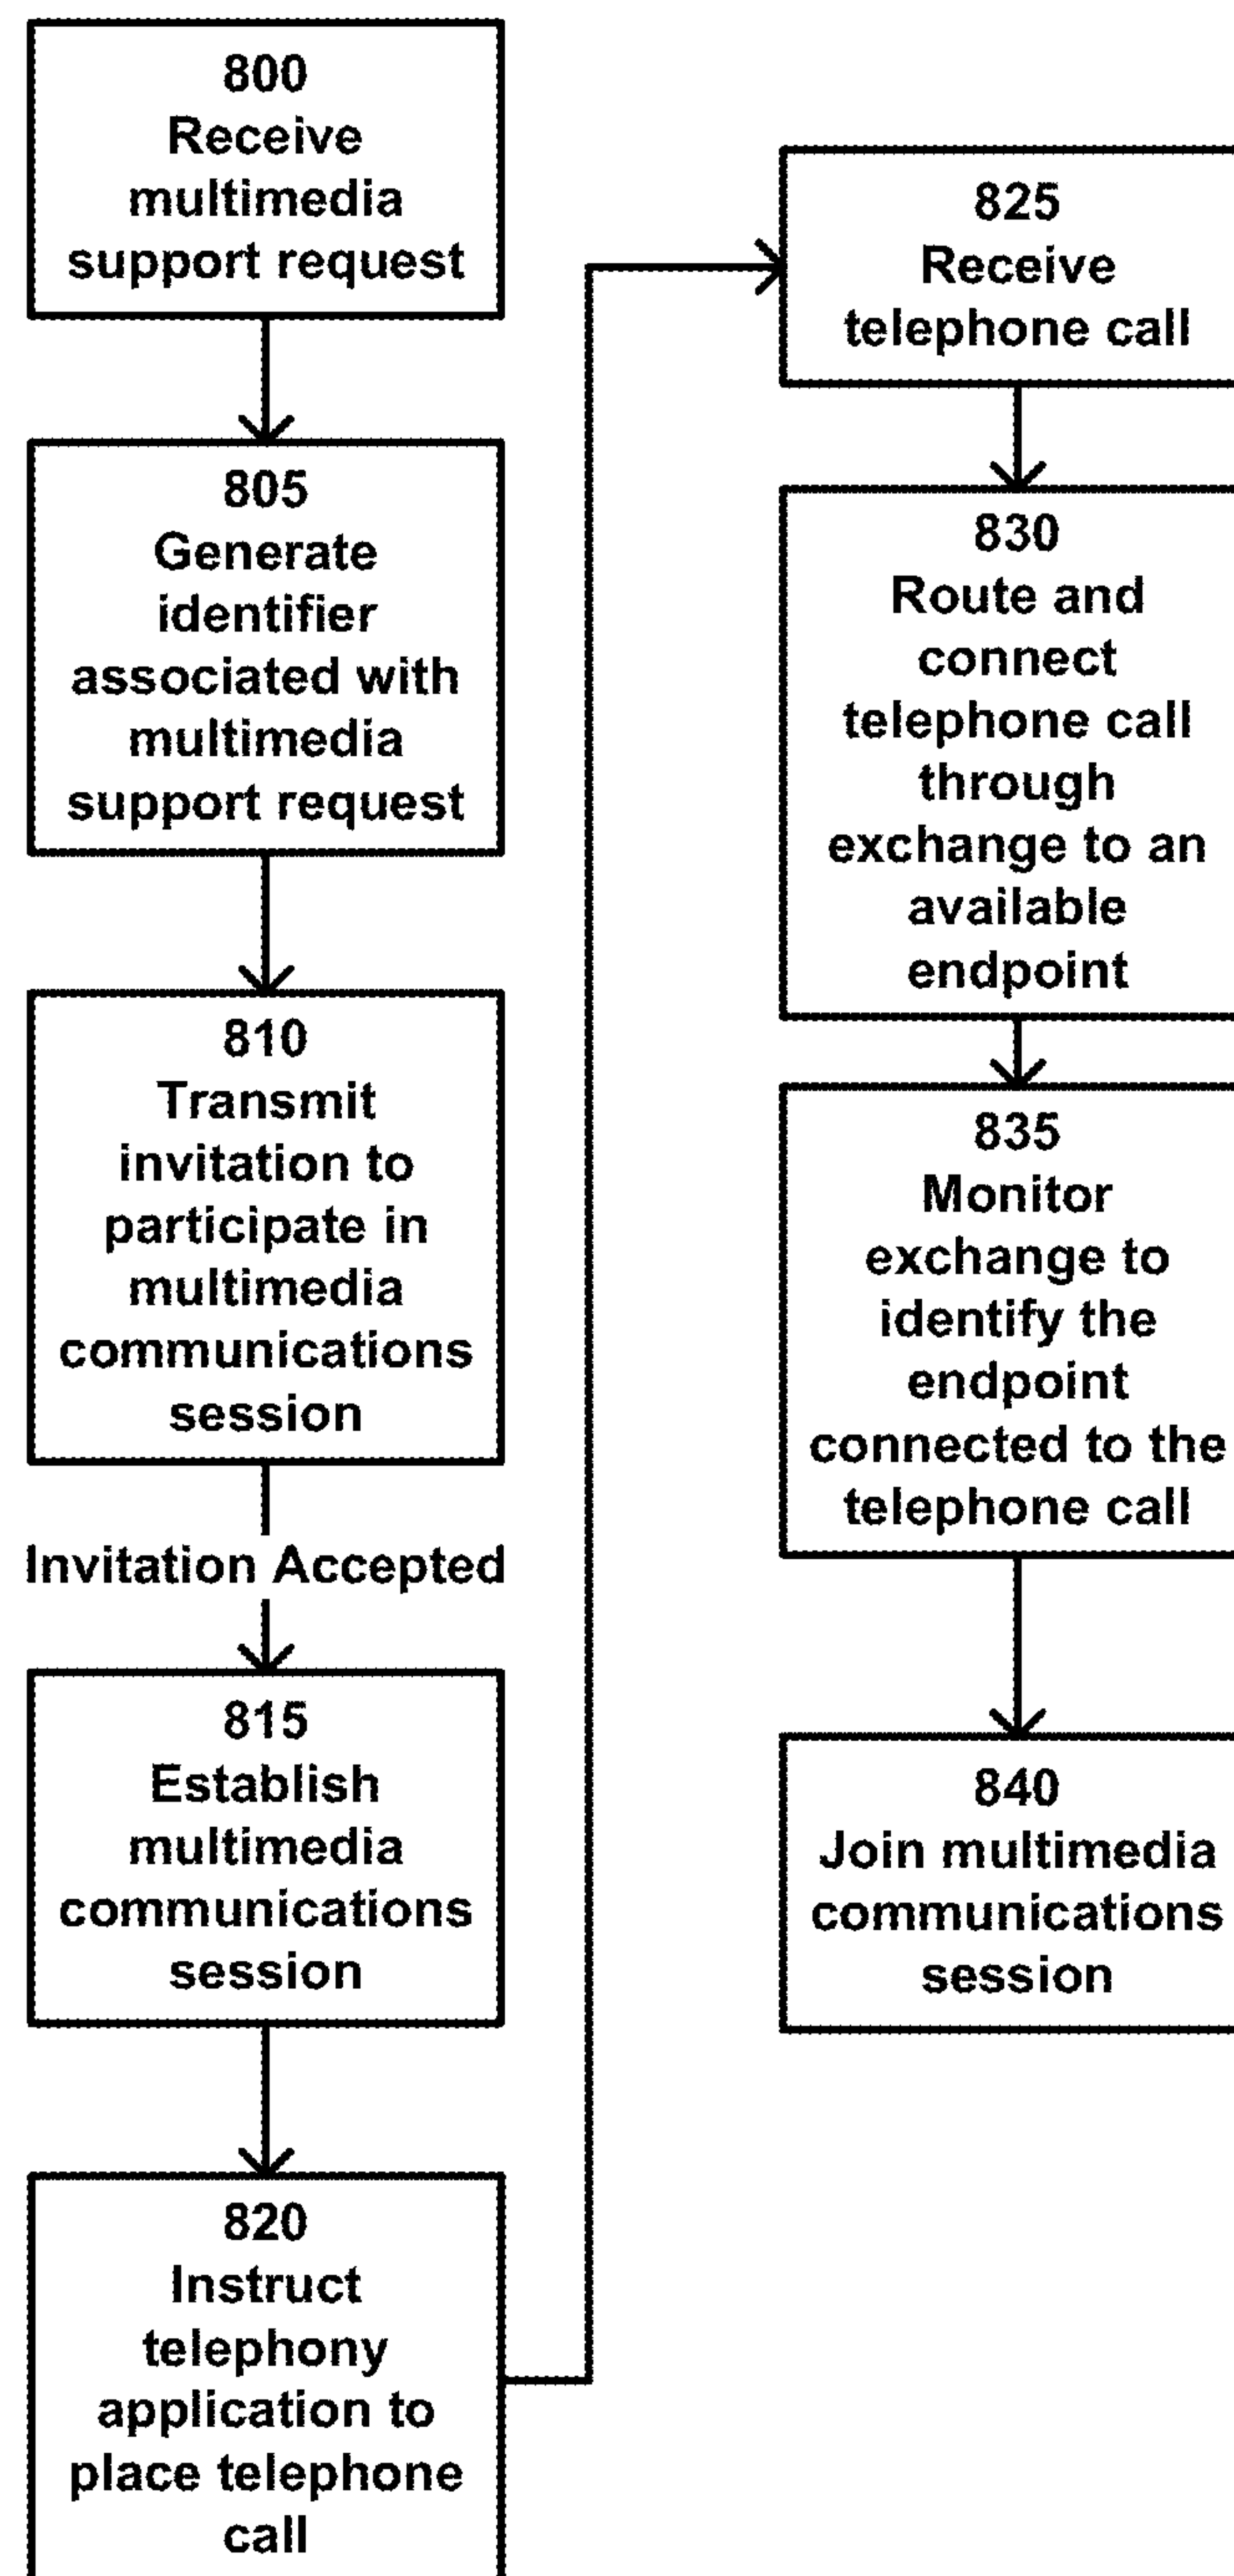 800
Receive
multimedia
support request
805
Generate
identifier
associated with
multimedia
support request
810
Transmit
invitation to
participate in
multimedia
communications
session
Invitation Accepted
815
Establish
multimedia
communications
session
820
Instruct
telephony
application to
place telephone
call
825
Receive
telephone call
830
Route and
connect
telephone call
through
exchange to an
available
endpoint
835
Monitor
exchange to
identify the
endpoint
connected to the
telephone call
840
Join multimedia
communications
session